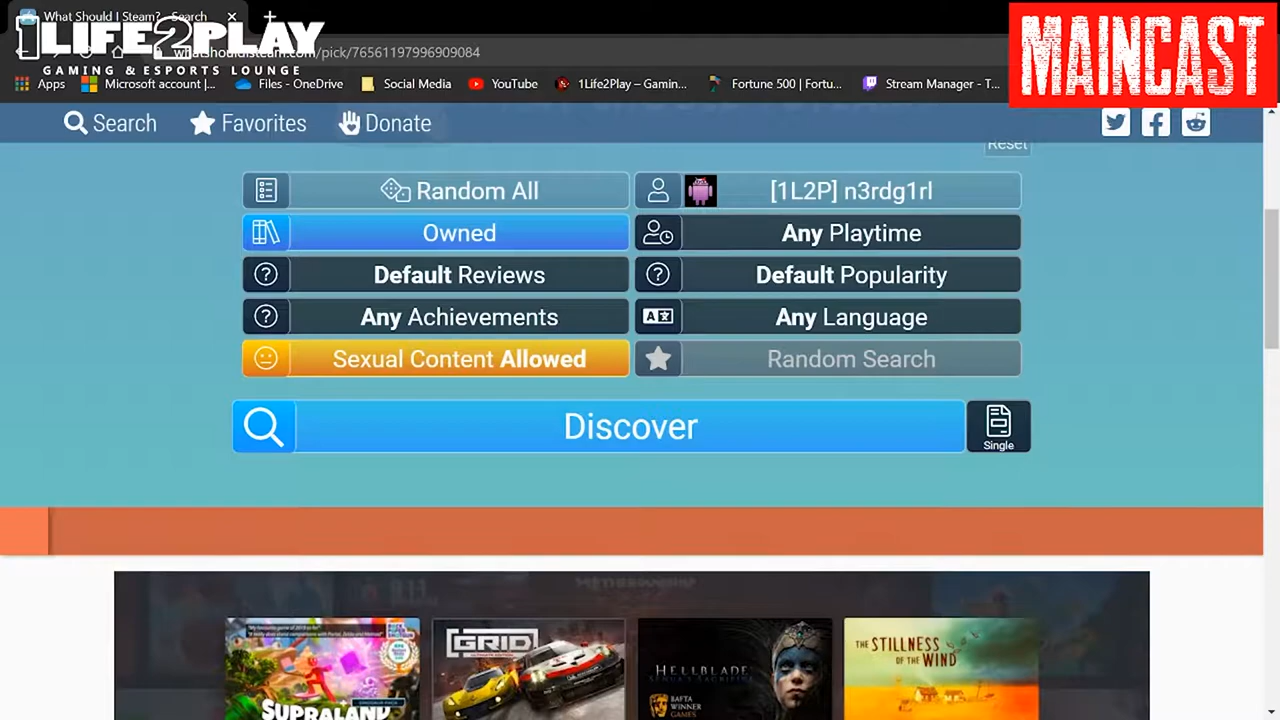 What Should I Steam? - Search
1LIFE2PLAY
GAMING & ESPORTS LOUNGE
MAINCAST
whatshouldisteam.com/pick/76561197996909084
Apps Microsoft account |... Files - OneDrive Social Media YouTube 1Life2Play – Gamin... Fortune 500 | Fortu... Stream Manager - T...
Search Favorites Donate
Reset
Random All [1L2P] n3rdg1rl
Owned Any Playtime
Default Reviews Default Popularity
Any Achievements Any Language
Sexual Content Allowed Random Search
Discover
Single
GRID
THE STILLNESS
OF THE WIND
HELLBLADE
SENUA'S SACRIFICE
BAFTA
WINNER
GAMES
SUPRALAND